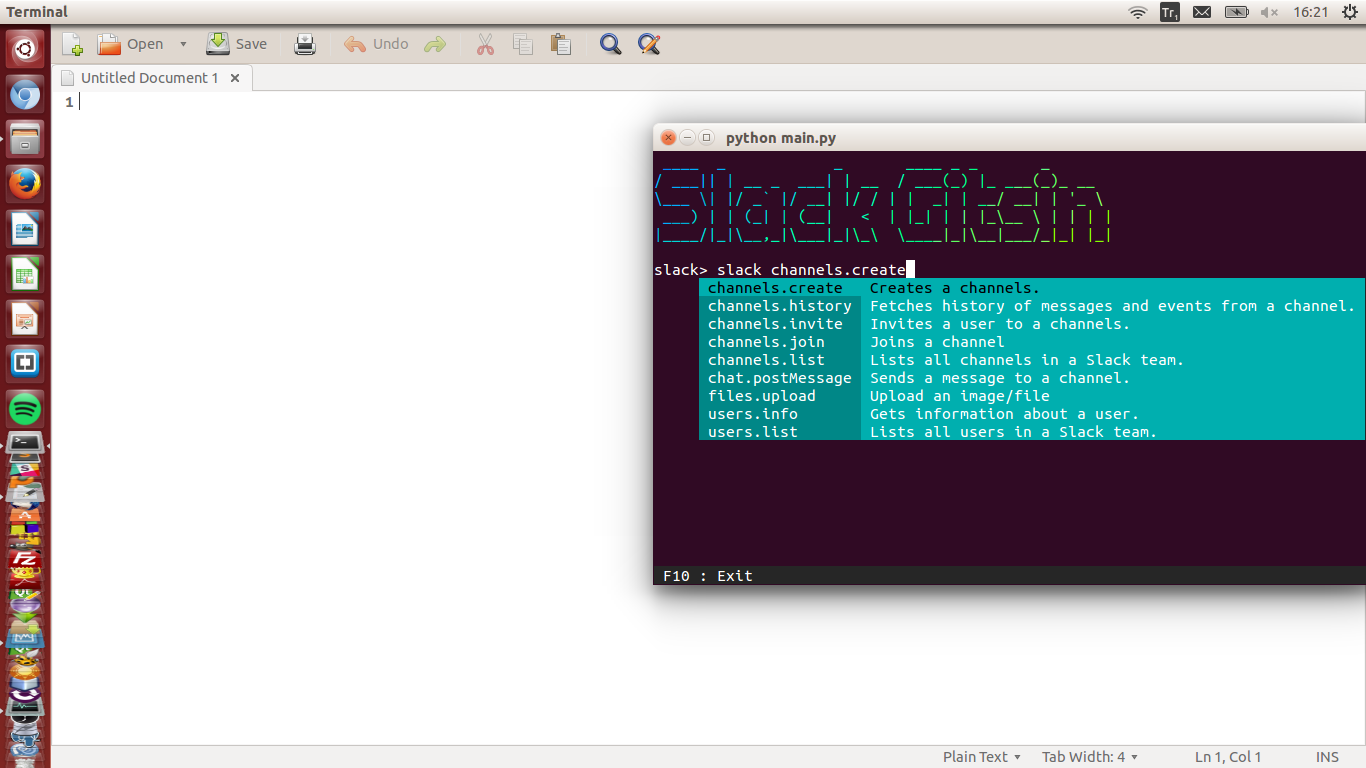 Terminal
Tr1
16:21
Open
Save
Undo
Untitled Document 1
1
python main.py
Slack Gitsin
slack> slack channels.create
channels.create Creates a channels.
channels.history Fetches history of messages and events from a channel.
channels.invite Invites a user to a channels.
channels.join Joins a channel
channels.list Lists all channels in a Slack team.
chat.postMessage Sends a message to a channel.
files.upload Upload an image/file
users.info Gets information about a user.
users.list Lists all users in a Slack team.
F10 : Exit
Plain Text Tab Width: 4 Ln 1, Col 1 INS